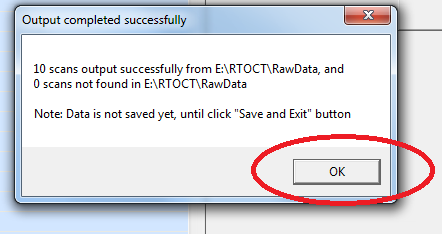 Output completed successfully
10 scans output successfully from E:\RTOCT\RawData, and
0 scans not found in E:\RTOCT\RawData
Note: Data is not saved yet, until click "Save and Exit" button
OK